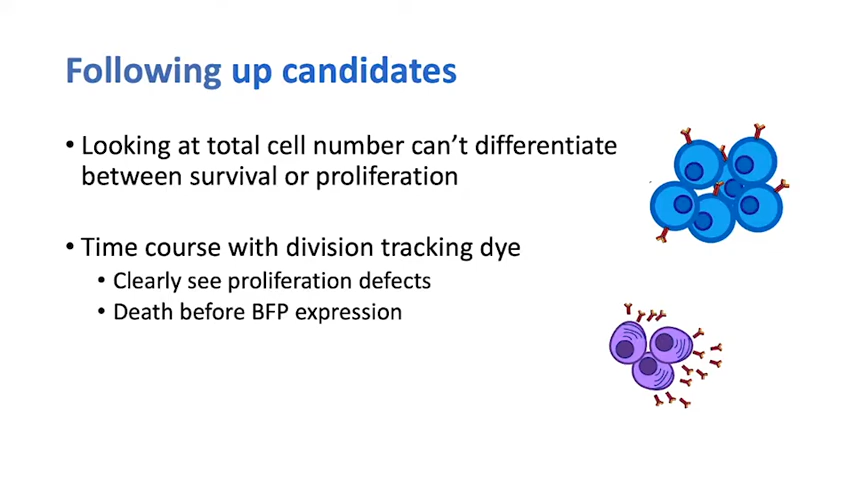 Following up candidates
• Looking at total cell number can’t differentiate
between survival or proliferation
• Time course with division tracking dye
• Clearly see proliferation defects
• Death before BFP expression